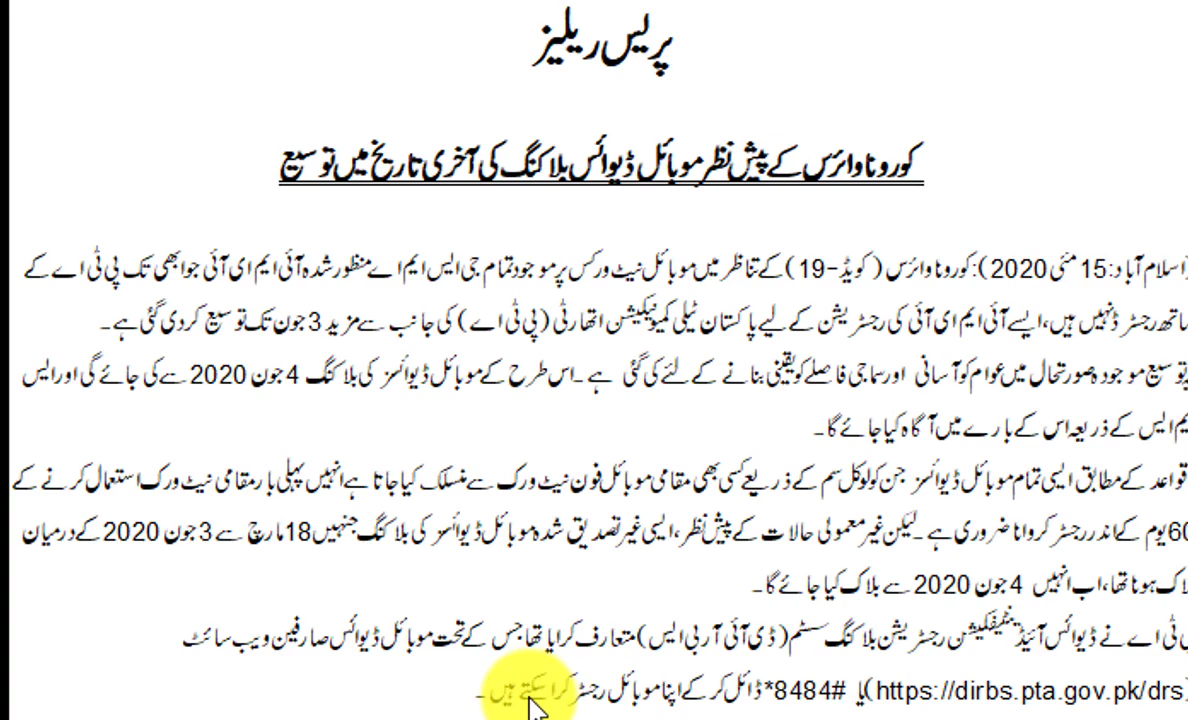 پریس ریلیز
کورونا وائرس کے پیش نظر موبائل ڈیوائس بلاکنگ کی آخری تاریخ میں توسیع
(اسلام آباد: 15 مئی 2020): کورونا وائرس (کویڈ-19) کے تناظر میں موبائل نیٹ ورکس پر موجود تمام جی ایس ایم اے منظور شدہ آئی ایم ای آئی جو ابھی تک پی ٹی اے کے
ساتھ رجسٹرڈ نہیں ہیں، ایسے آئی ایم ای آئی کی رجسٹریشن کے لیے پاکستان ٹیلی کمیونیکیشن اتھارٹی (پی ٹی اے) کی جانب سے مزید 3 جون تک توسیع کردی گئی ہے۔
توسیع موجودہ صورتحال میں عوام کو آسانی اور سماجی فاصلے کو یقینی بنانے کے لئے کی گئی ہے۔ اس طرح کے موبائل ڈیوائسز کی بلاکنگ 4 جون 2020 سے کی جائے گی اور ایس
ایم ایس کے ذریعہ اس کے بارے میں آگاہ کیا جائے گا۔
قواعد کے مطابق ایسی تمام موبائل ڈیوائسز جن کو لوکل سم کے ذریعے کسی بھی مقامی موبائل فون نیٹ ورک سے منسلک کیا جاتا ہے انہیں پہلی بار مقامی نیٹ ورک استعمال کرنے کے
60 یوم کے اندر رجسٹر کروانا ضروری ہے۔ لیکن غیر معمولی حالات کے پیش نظر، ایسی غیر تصدیق شدہ موبائل ڈیوائسز کی بلاکنگ جنہیں 18 مارچ سے 3 جون 2020 کے درمیان
بلاک ہونا تھا، اب انہیں 4 جون 2020 سے بلاک کیا جائے گا۔
پی ٹی اے نے ڈیوائس آئیڈینٹیفکیشن رجسٹریشن بلاکنگ سسٹم (ڈی آئی آر بی ایس) متعارف کرایا تھا جس کے تحت موبائل ڈیوائس صارفین ویب سائٹ
(https://dirbs.pta.gov.pk/drs) یا #8484* ڈائل کر کے اپنا موبائل رجسٹر کرا سکتے ہیں۔